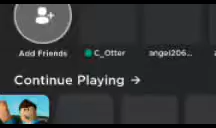 Add Friends C_Otter angel206...
Continue Playing →